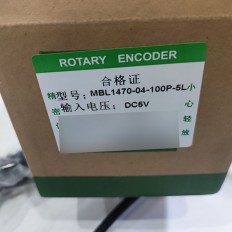 ROTARY ENCODER
合格证
型号：MBL1470-04-100P-5L
输入电压：DC5V
精密
小心轻放